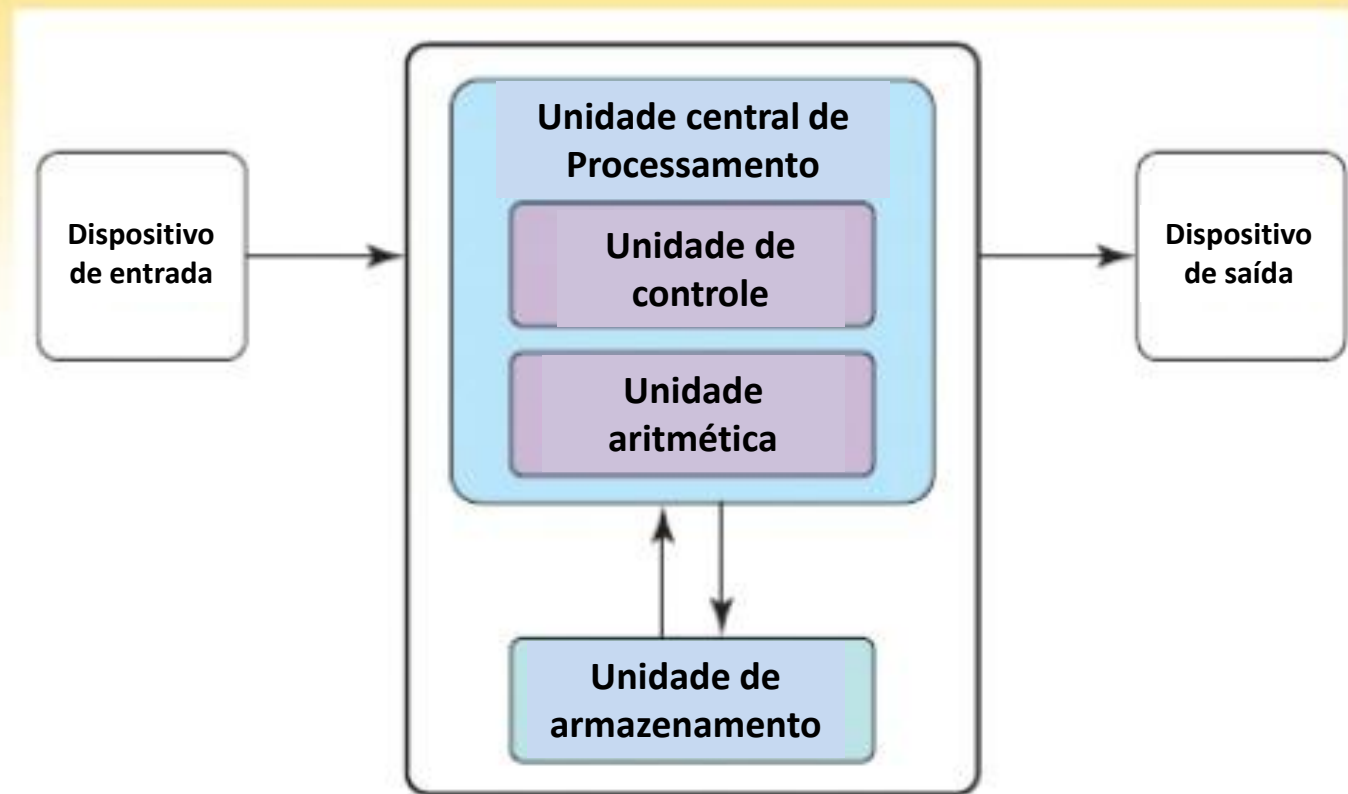 Unidade central de
Processamento
Dispositivo
de entrada
Unidade de
controle
Dispositivo
de saída
Unidade
aritmética
Unidade de
armazenamento